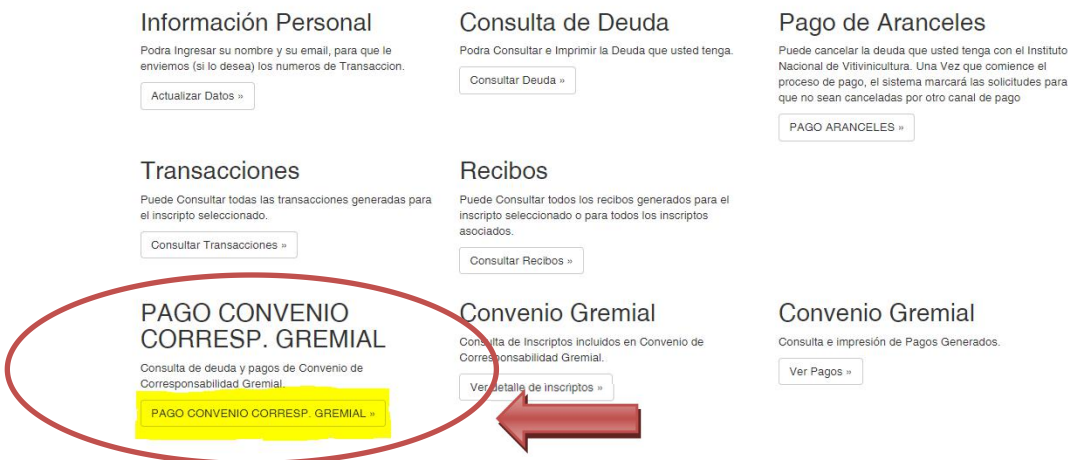 Información Personal
Podra Ingresar su nombre y su email, para que le
enviemos (si lo desea) los numeros de Transaccion.
Actualizar Datos »
Consulta de Deuda
Podra Consultar e Imprimir la Deuda que usted tenga.
Consultar Deuda »
Pago de Aranceles
Puede cancelar la deuda que usted tenga con el Instituto
Nacional de Vitivinicultura. Una Vez que comience el
proceso de pago, el sistema marcará las solicitudes para
que no sean canceladas por otro canal de pago
PAGO ARANCELES »
Transacciones
Puede Consultar todas las transacciones generadas para
el inscripto seleccionado.
Consultar Transacciones »
Recibos
Puede Consultar todos los recibos generados para el
inscripto seleccionado o para todos los inscriptos
asociados.
Consultar Recibos »
PAGO CONVENIO
CORRESP. GREMIAL
Consulta de deuda y pagos de Convenio de
Corresponsabilidad Gremial.
PAGO CONVENIO CORRESP. GREMIAL »
Convenio Gremial
Consulta de Inscriptos incluidos en Convenio de
Corresponsabilidad Gremial.
Ver detalle de inscriptos »
Convenio Gremial
Consulta e impresión de Pagos Generados.
Ver Pagos »